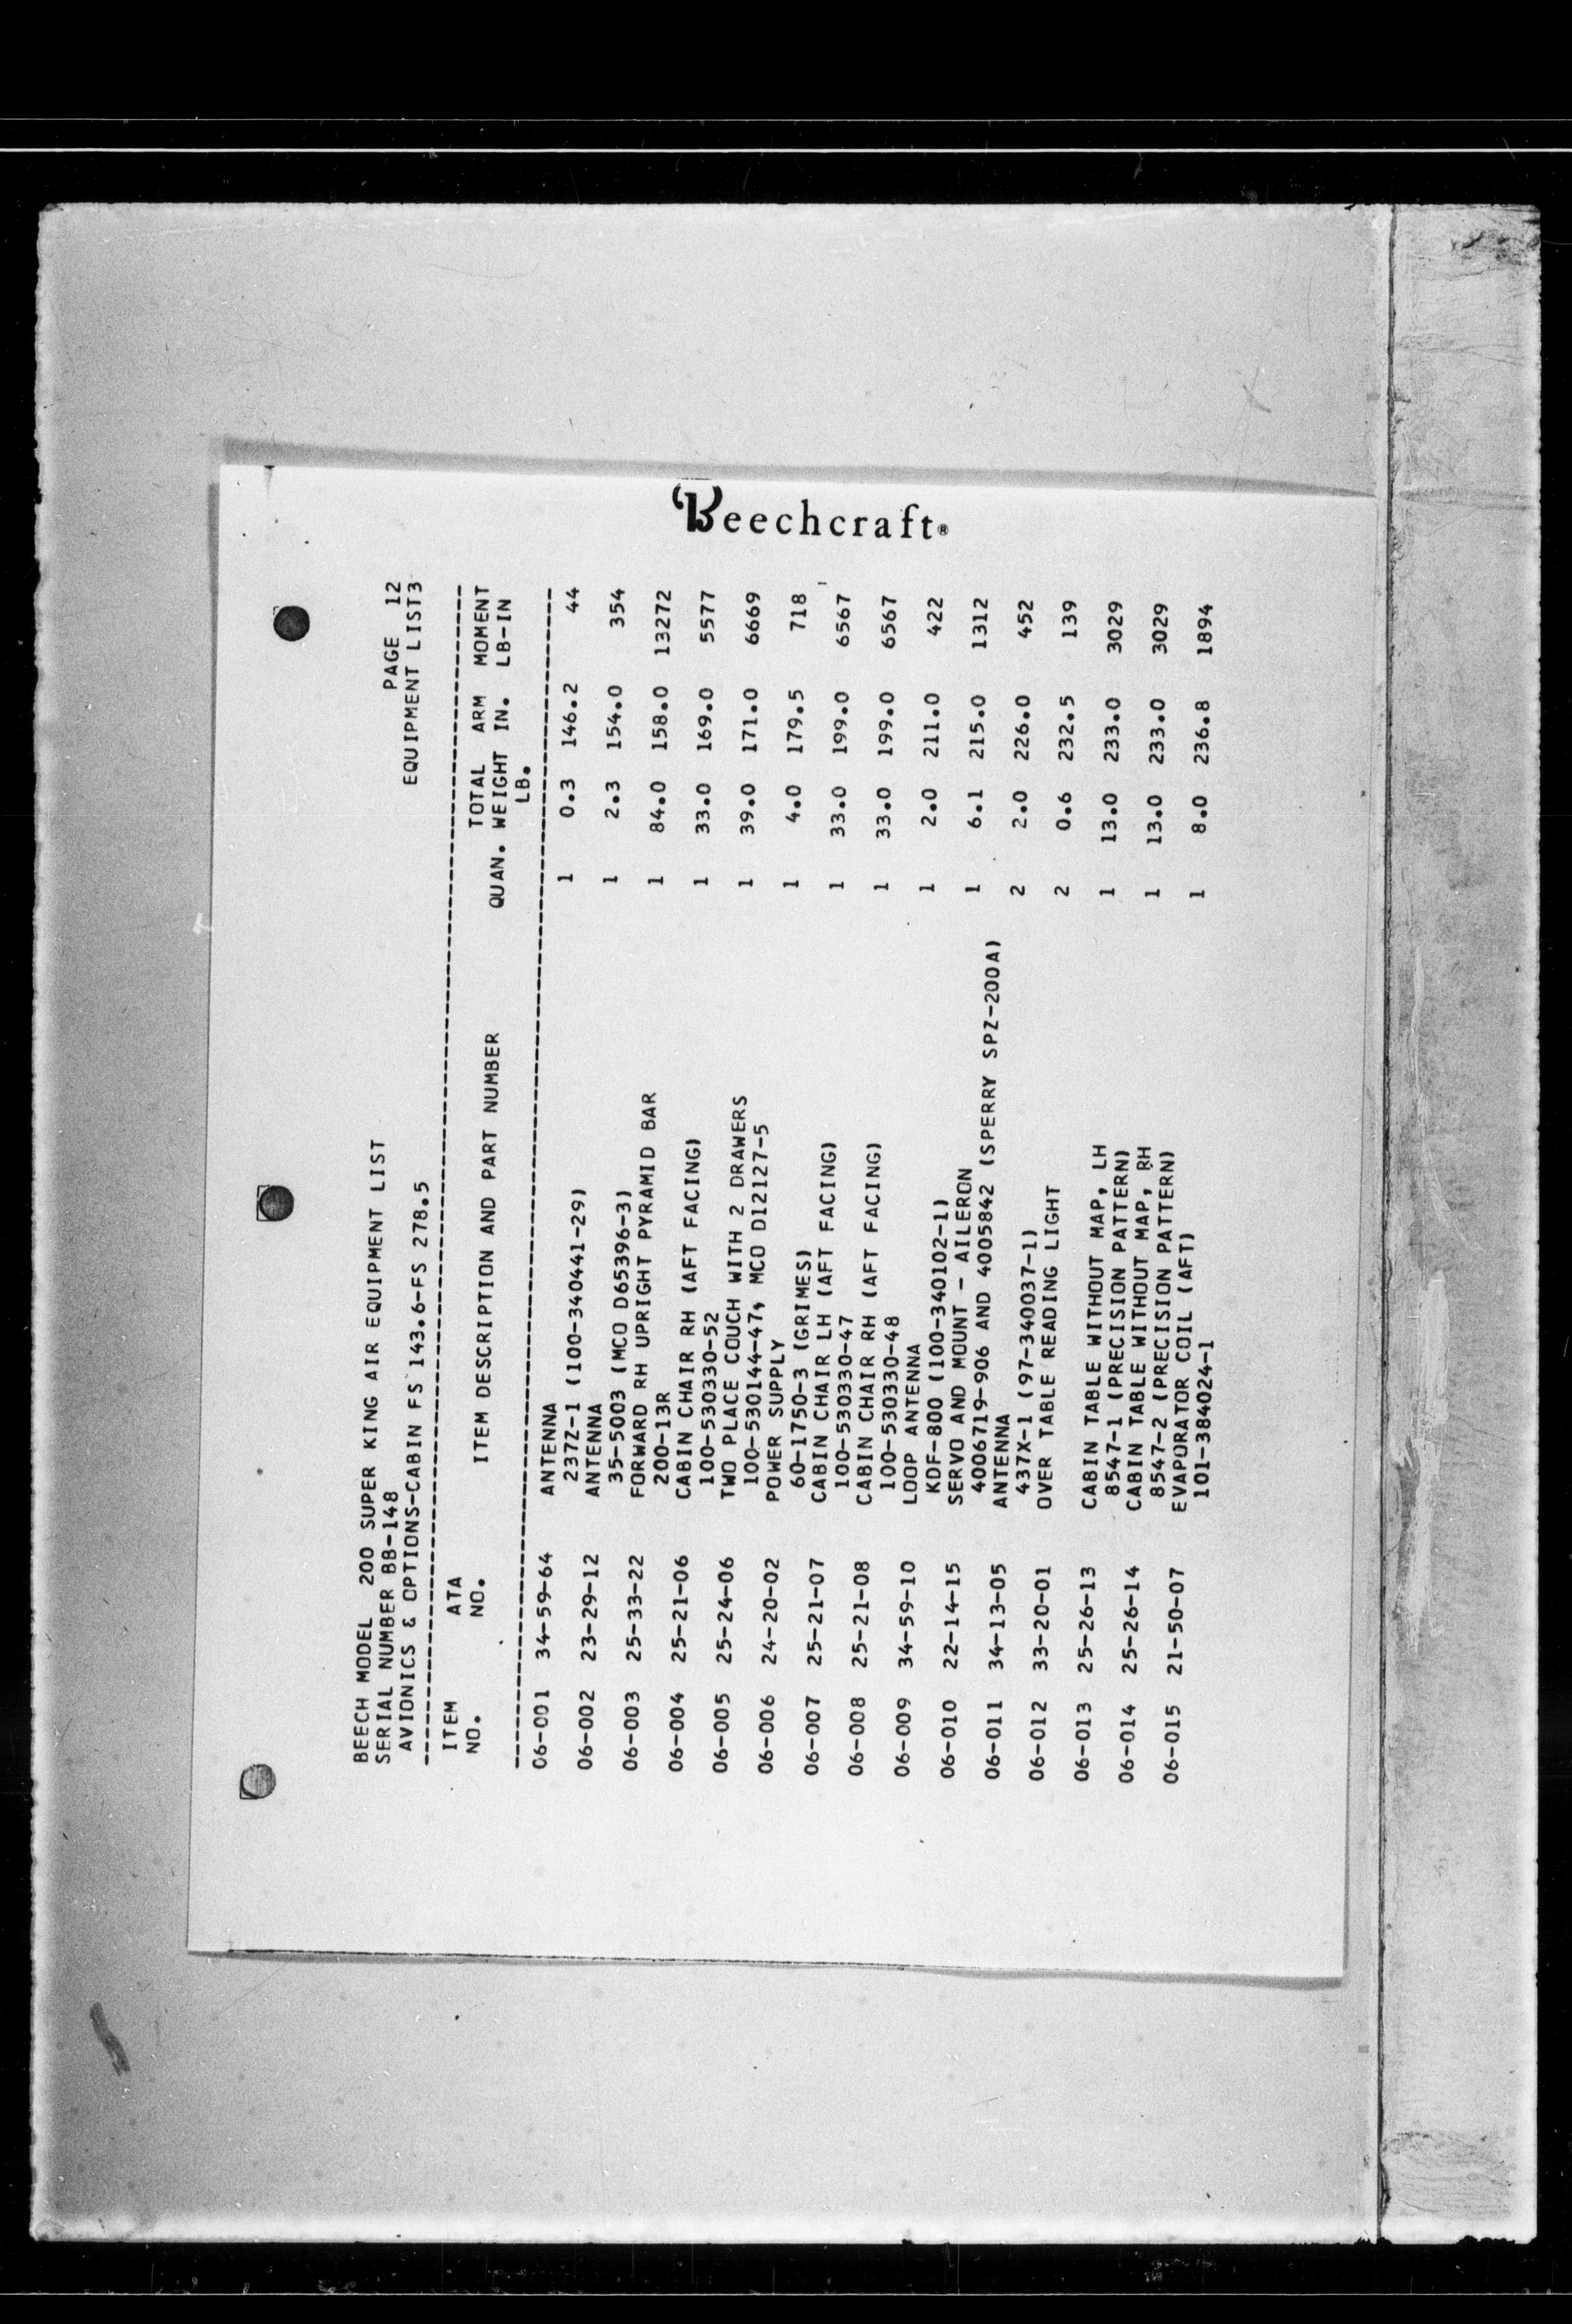 BEECH MODEL 200 SUPER KING AIR EQUIPMENT LIST PAGE 12
SERIAL NUMBER BB-148 EQUIPMENT LIST3
AVIONICS & OPTIONS-CABIN FS 143.6-FS 278.5
ITEM ATA TOTAL ARM MOMENT
NO. NO. ITEM DESCRIPTION AND PART NUMBER QUAN. WEIGHT IN. LB-IN
LB.
06-001 34-59-64 ANTENNA 1 0.3 146.2 44
237Z-1 (100-340441-29)
06-002 23-29-12 ANTENNA 1 2.3 154.0 354
35-5003 (MCO D65396-3)
06-003 25-33-22 FORWARD RH UPRIGHT PYRAMID BAR 1 84.0 158.0 13272
200-13R
06-004 25-21-06 CABIN CHAIR RH (AFT FACING) 1 33.0 169.0 5577
100-530330-52
06-005 25-24-06 TWO PLACE COUCH WITH 2 DRAWERS 1 39.0 171.0 6669
100-530144-47, MCO D12127-5
06-006 24-20-02 POWER SUPPLY 1 4.0 179.5 718
60-1750-3 (GRIMES)
06-007 25-21-07 CABIN CHAIR LH (AFT FACING) 1 33.0 199.0 6567
100-530330-47
06-008 25-21-08 CABIN CHAIR RH (AFT FACING) 1 33.0 199.0 6567
100-530330-48
06-009 34-59-10 LOOP ANTENNA 1 2.0 211.0 422
KDF-800 (100-340102-1)
06-010 22-14-15 SERVO AND MOUNT - AILERON 1 6.1 215.0 1312
4006719-906 AND 4005842 (SPERRY SPZ-200A)
06-011 34-13-05 ANTENNA 2 2.0 226.0 452
437X-1 (97-340037-1)
06-012 33-20-01 OVER TABLE READING LIGHT 2 0.6 232.5 139
06-013 25-26-13 CABIN TABLE WITHOUT MAP, LH 1 13.0 233.0 3029
8547-1 (PRECISION PATTERN)
06-014 25-26-14 CABIN TABLE WITHOUT MAP, RH 1 13.0 233.0 3029
8547-2 (PRECISION PATTERN)
06-015 21-50-07 EVAPORATOR COIL (AFT) 1 8.0 236.8 1894
101-384024-1
Beechcraft®